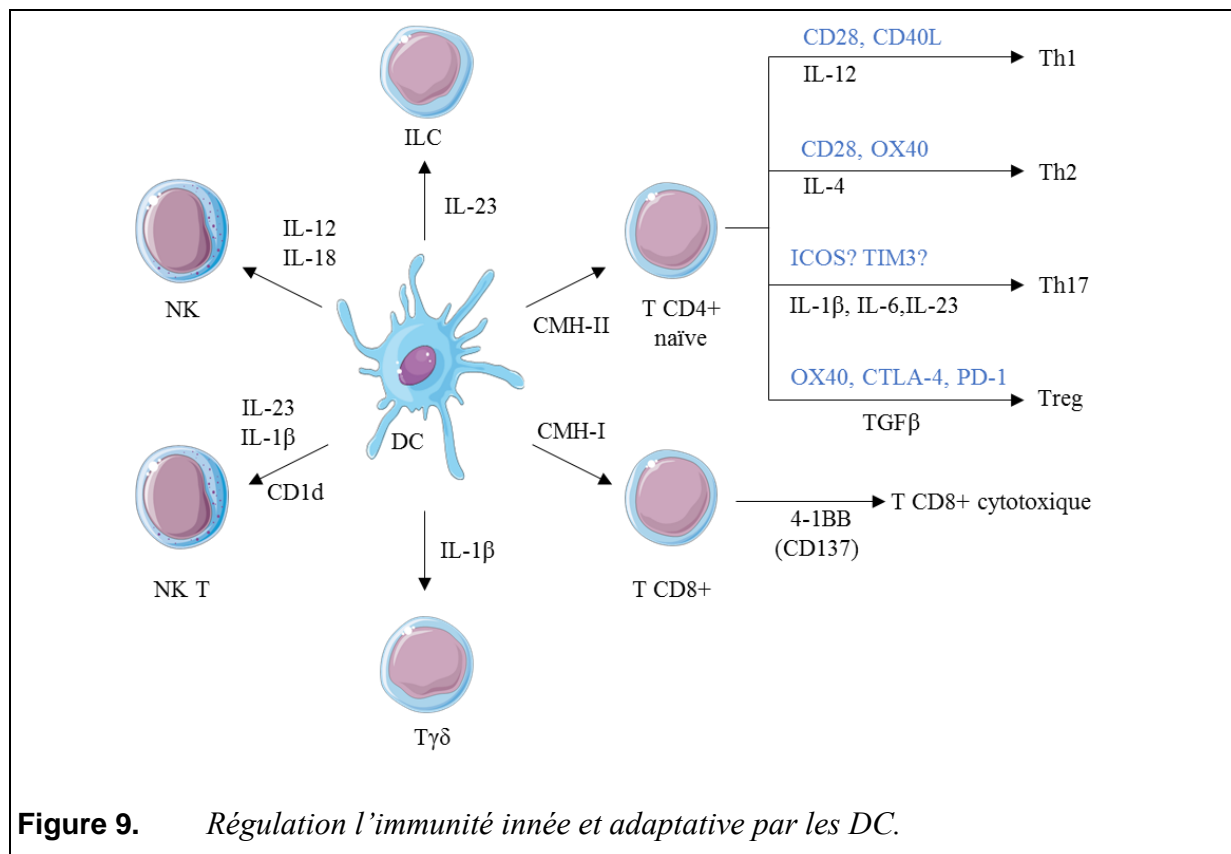 CD28, CD40L
IL-12
Th1
ILC
CD28, OX40
IL-4
Th2
IL-23
IL-12
IL-18
NK
CMH-II
T CD4+
naïve
ICOS? TIM3?
IL-1β, IL-6,IL-23
Th17
OX40, CTLA-4, PD-1
TGFβ
Treg
IL-23
IL-1β
CD1d
NK T
DC
CMH-I
T CD8+
4-1BB
(CD137)
T CD8+ cytotoxique
IL-1β
Tγδ
Figure 9. Régulation l’immunité innée et adaptative par les DC.